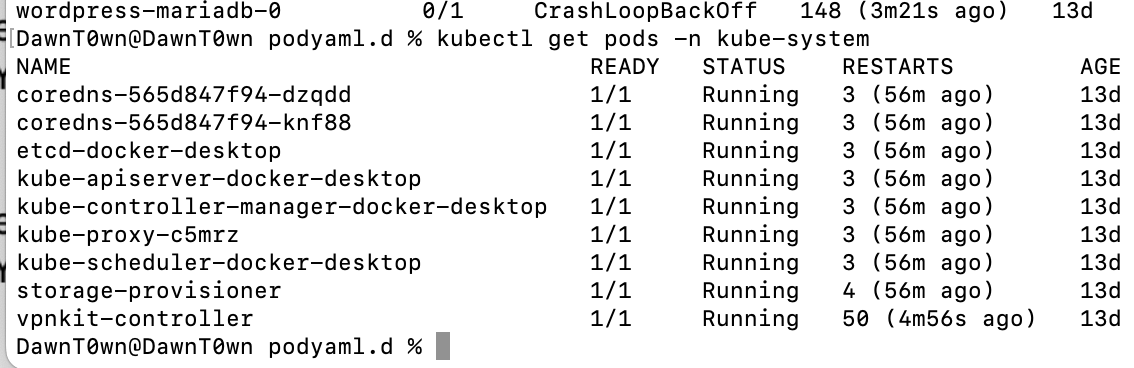 wordpress-mariadb-0 0/1 CrashLoopBackOff 148 (3m21s ago) 13d
[DawnT0wn@DawnT0wn podyaml.d % kubectl get pods -n kube-system
NAME READY STATUS RESTARTS AGE
coredns-565d847f94-dzqdd 1/1 Running 3 (56m ago) 13d
coredns-565d847f94-knf88 1/1 Running 3 (56m ago) 13d
etcd-docker-desktop 1/1 Running 3 (56m ago) 13d
kube-apiserver-docker-desktop 1/1 Running 3 (56m ago) 13d
kube-controller-manager-docker-desktop 1/1 Running 3 (56m ago) 13d
kube-proxy-c5mrz 1/1 Running 3 (56m ago) 13d
kube-scheduler-docker-desktop 1/1 Running 3 (56m ago) 13d
storage-provisioner 1/1 Running 4 (56m ago) 13d
vpnkit-controller 1/1 Running 50 (4m56s ago) 13d
DawnT0wn@DawnT0wn podyaml.d %